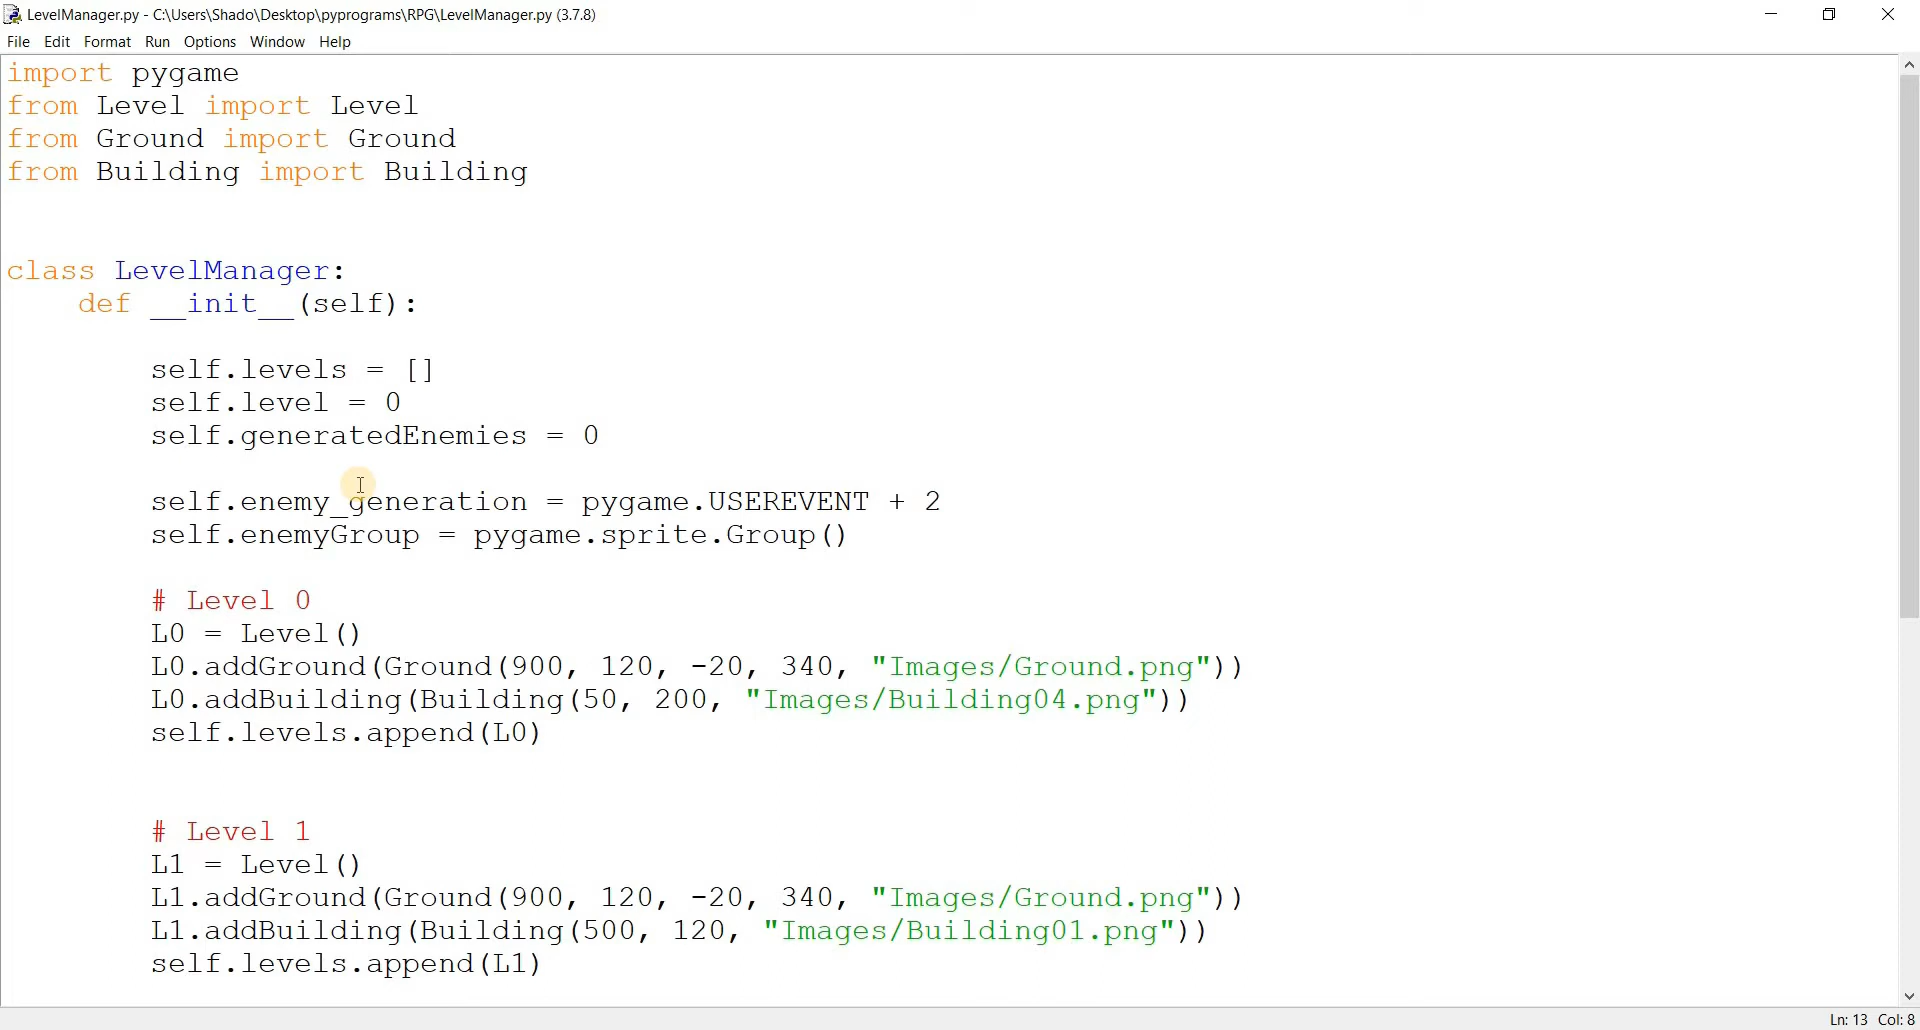 LevelManager.py - C:\Users\Shado\Desktop\pyprograms\RPG\LevelManager.py (3.7.8)
File Edit Format Run Options Window Help
import pygame
from Level import Level
from Ground import Ground
from Building import Building
class LevelManager:
def __init__(self):
self.levels = []
self.level = 0
self.generatedEnemies = 0
self.enemy_generation = pygame.USEREVENT + 2
self.enemyGroup = pygame.sprite.Group()
# Level 0
L0 = Level()
L0.addGround(Ground(900, 120, -20, 340, "Images/Ground.png"))
L0.addBuilding(Building(50, 200, "Images/Building04.png"))
self.levels.append(L0)
# Level 1
L1 = Level()
L1.addGround(Ground(900, 120, -20, 340, "Images/Ground.png"))
L1.addBuilding(Building(500, 120, "Images/Building01.png"))
self.levels.append(L1)
Ln: 13 Col: 8